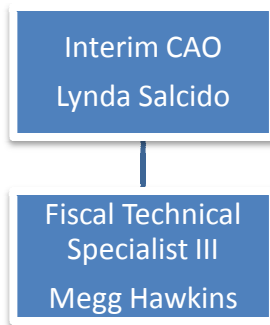 Interim CAO
Lynda Salcido
Fiscal Technical
Specialist III
Megg Hawkins